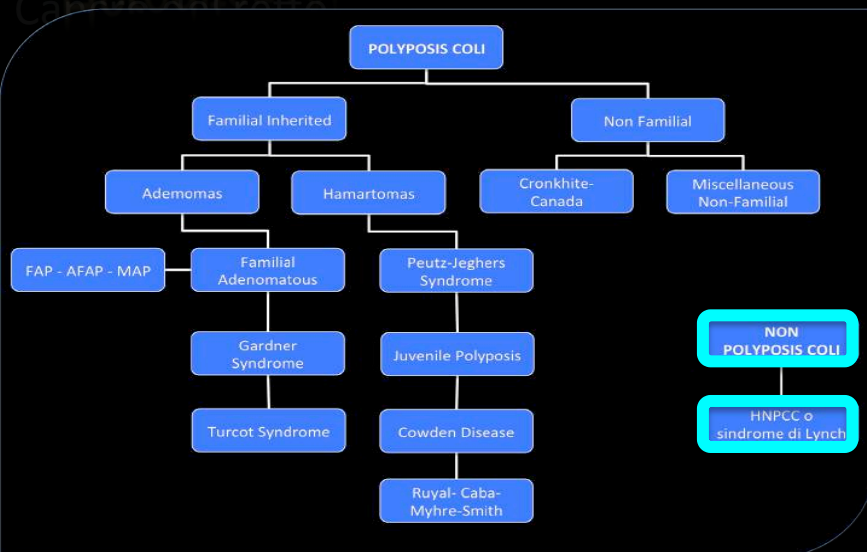 POLYPOSIS COLI
Familial Inherited
Non Familial
Ademomas
Hamartomas
Cronkhite-
Canada
Miscellaneous
Non-Familial
FAP - AFAP - MAP
Familial
Adenomatous
Peutz-Jeghers
Syndrome
Gardner
Syndrome
Juvenile Polyposis
NON
POLYPOSIS COLI
Turcot Syndrome
Cowden Disease
HNPCC o
sindrome di Lynch
Ruyal- Caba-
Myhre-Smith